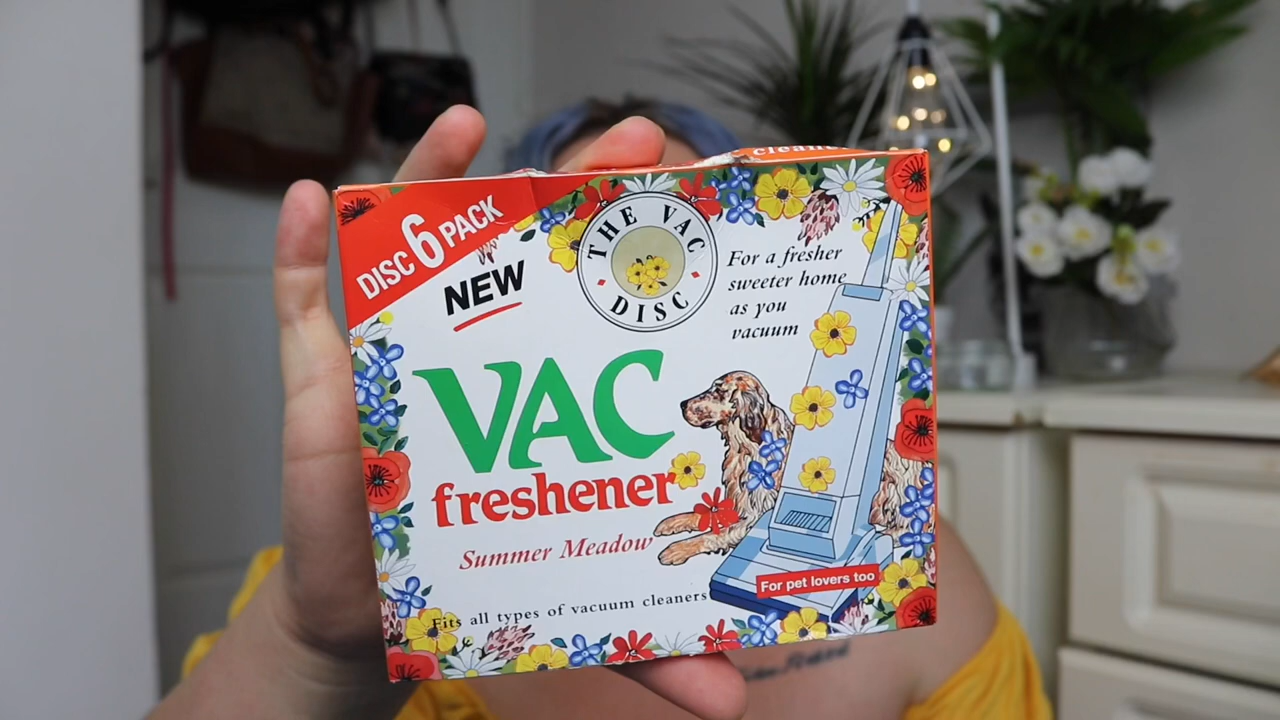 cleane
DISC 6 PACK
NEW
THE VAC
DISC
For a fresher
sweeter home
as you
vacuum
VAC
freshener
Summer Meadow
For pet lovers too
Fits all types of vacuum cleaners